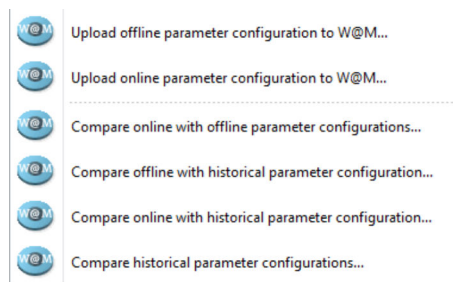 W@M Upload offline parameter configuration to W@M...
W@M Upload online parameter configuration to W@M...
W@M Compare online with offline parameter configurations...
W@M Compare offline with historical parameter configuration...
W@M Compare online with historical parameter configuration...
W@M Compare historical parameter configurations...